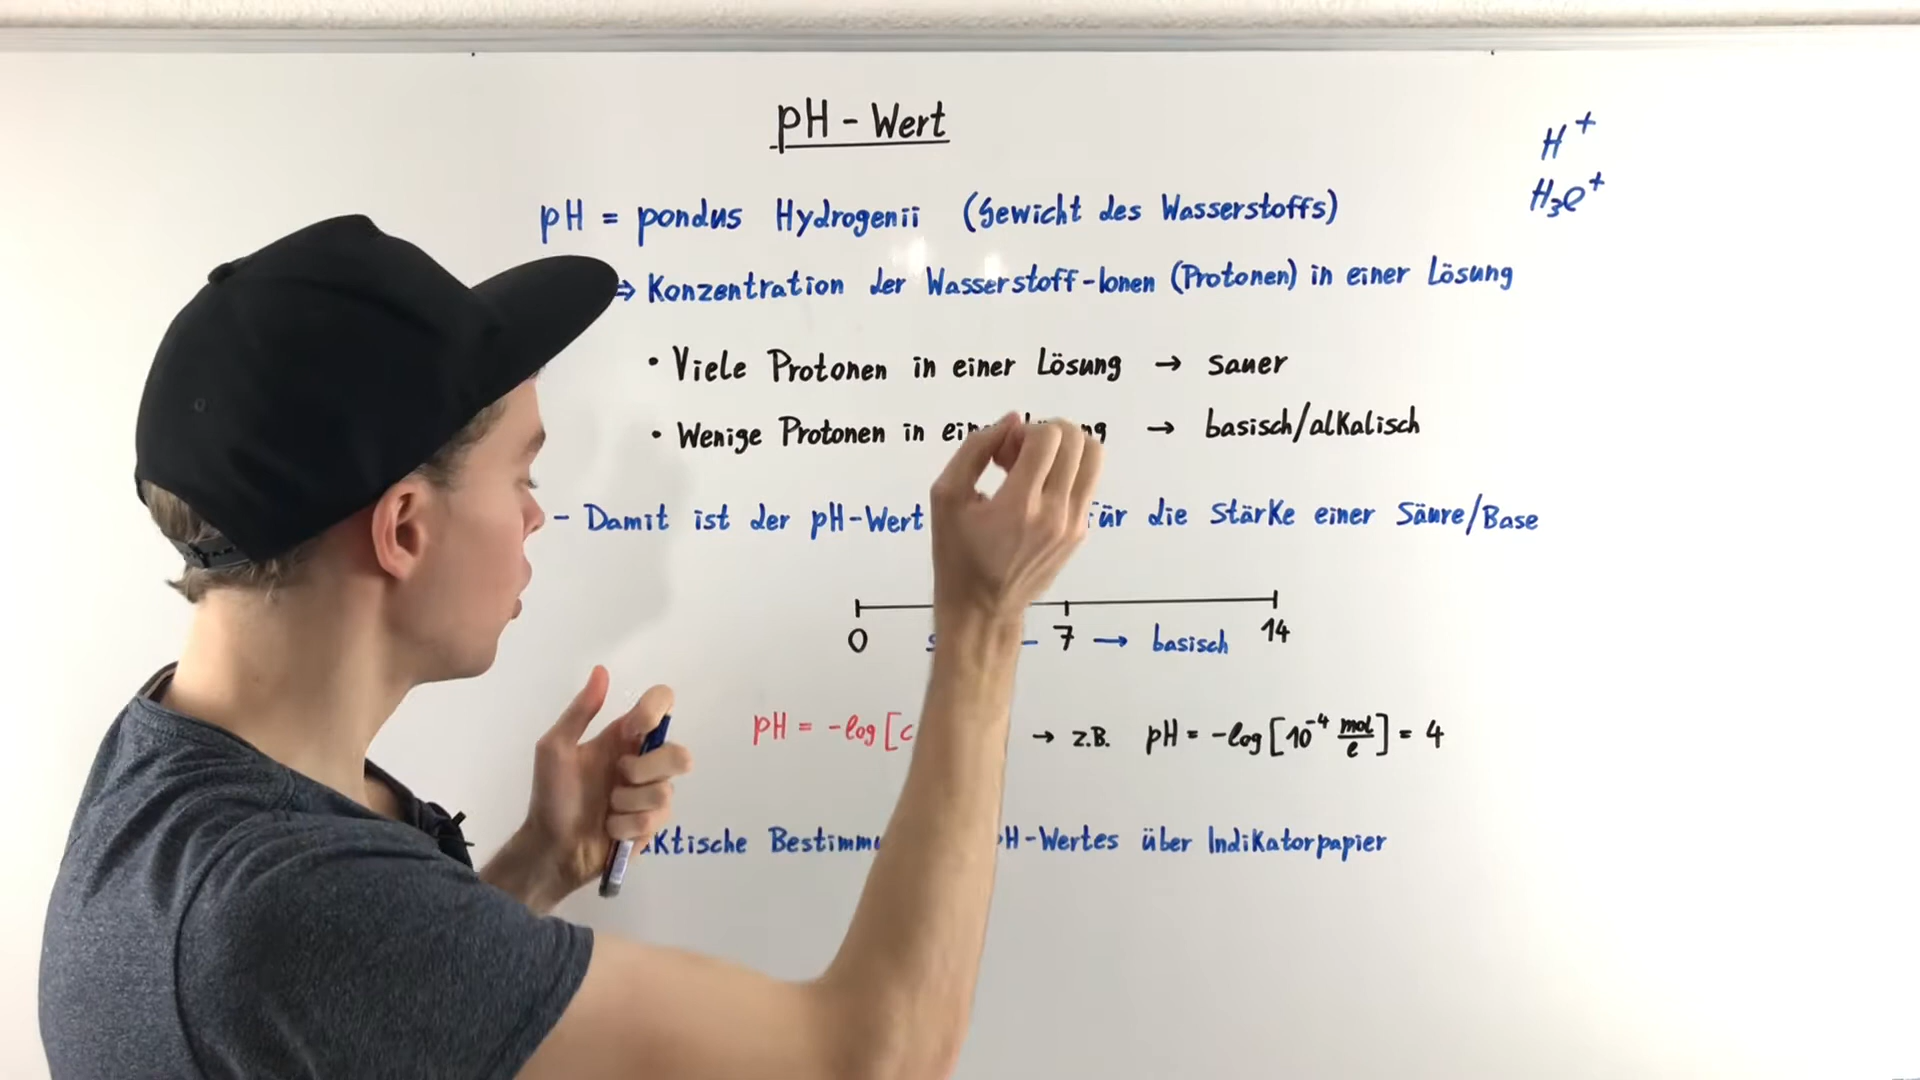 pH - Wert
H⁺
H₃O⁺
pH = pondus Hydrogenii (Gewicht des Wasserstoffs)
⇒ Konzentration der Wasserstoff-Ionen (Protonen) in einer Lösung
• Viele Protonen in einer Lösung → sauer
• Wenige Protonen in → basisch/alkalisch
- Damit ist der pH-Wert für die Stärke einer Säure/Base
0 7 → basisch 14
pH = -log [c → z.B. pH = -log [10⁻⁴ mol/l] = 4
über Indikatorpapier